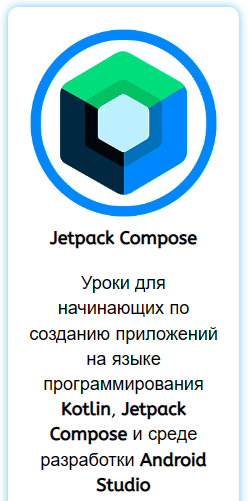 Jetpack Compose
Уроки для
начинающих по
созданию приложений
на языке
программирования
Kotlin, Jetpack
Compose и среде
разработки Android
Studio